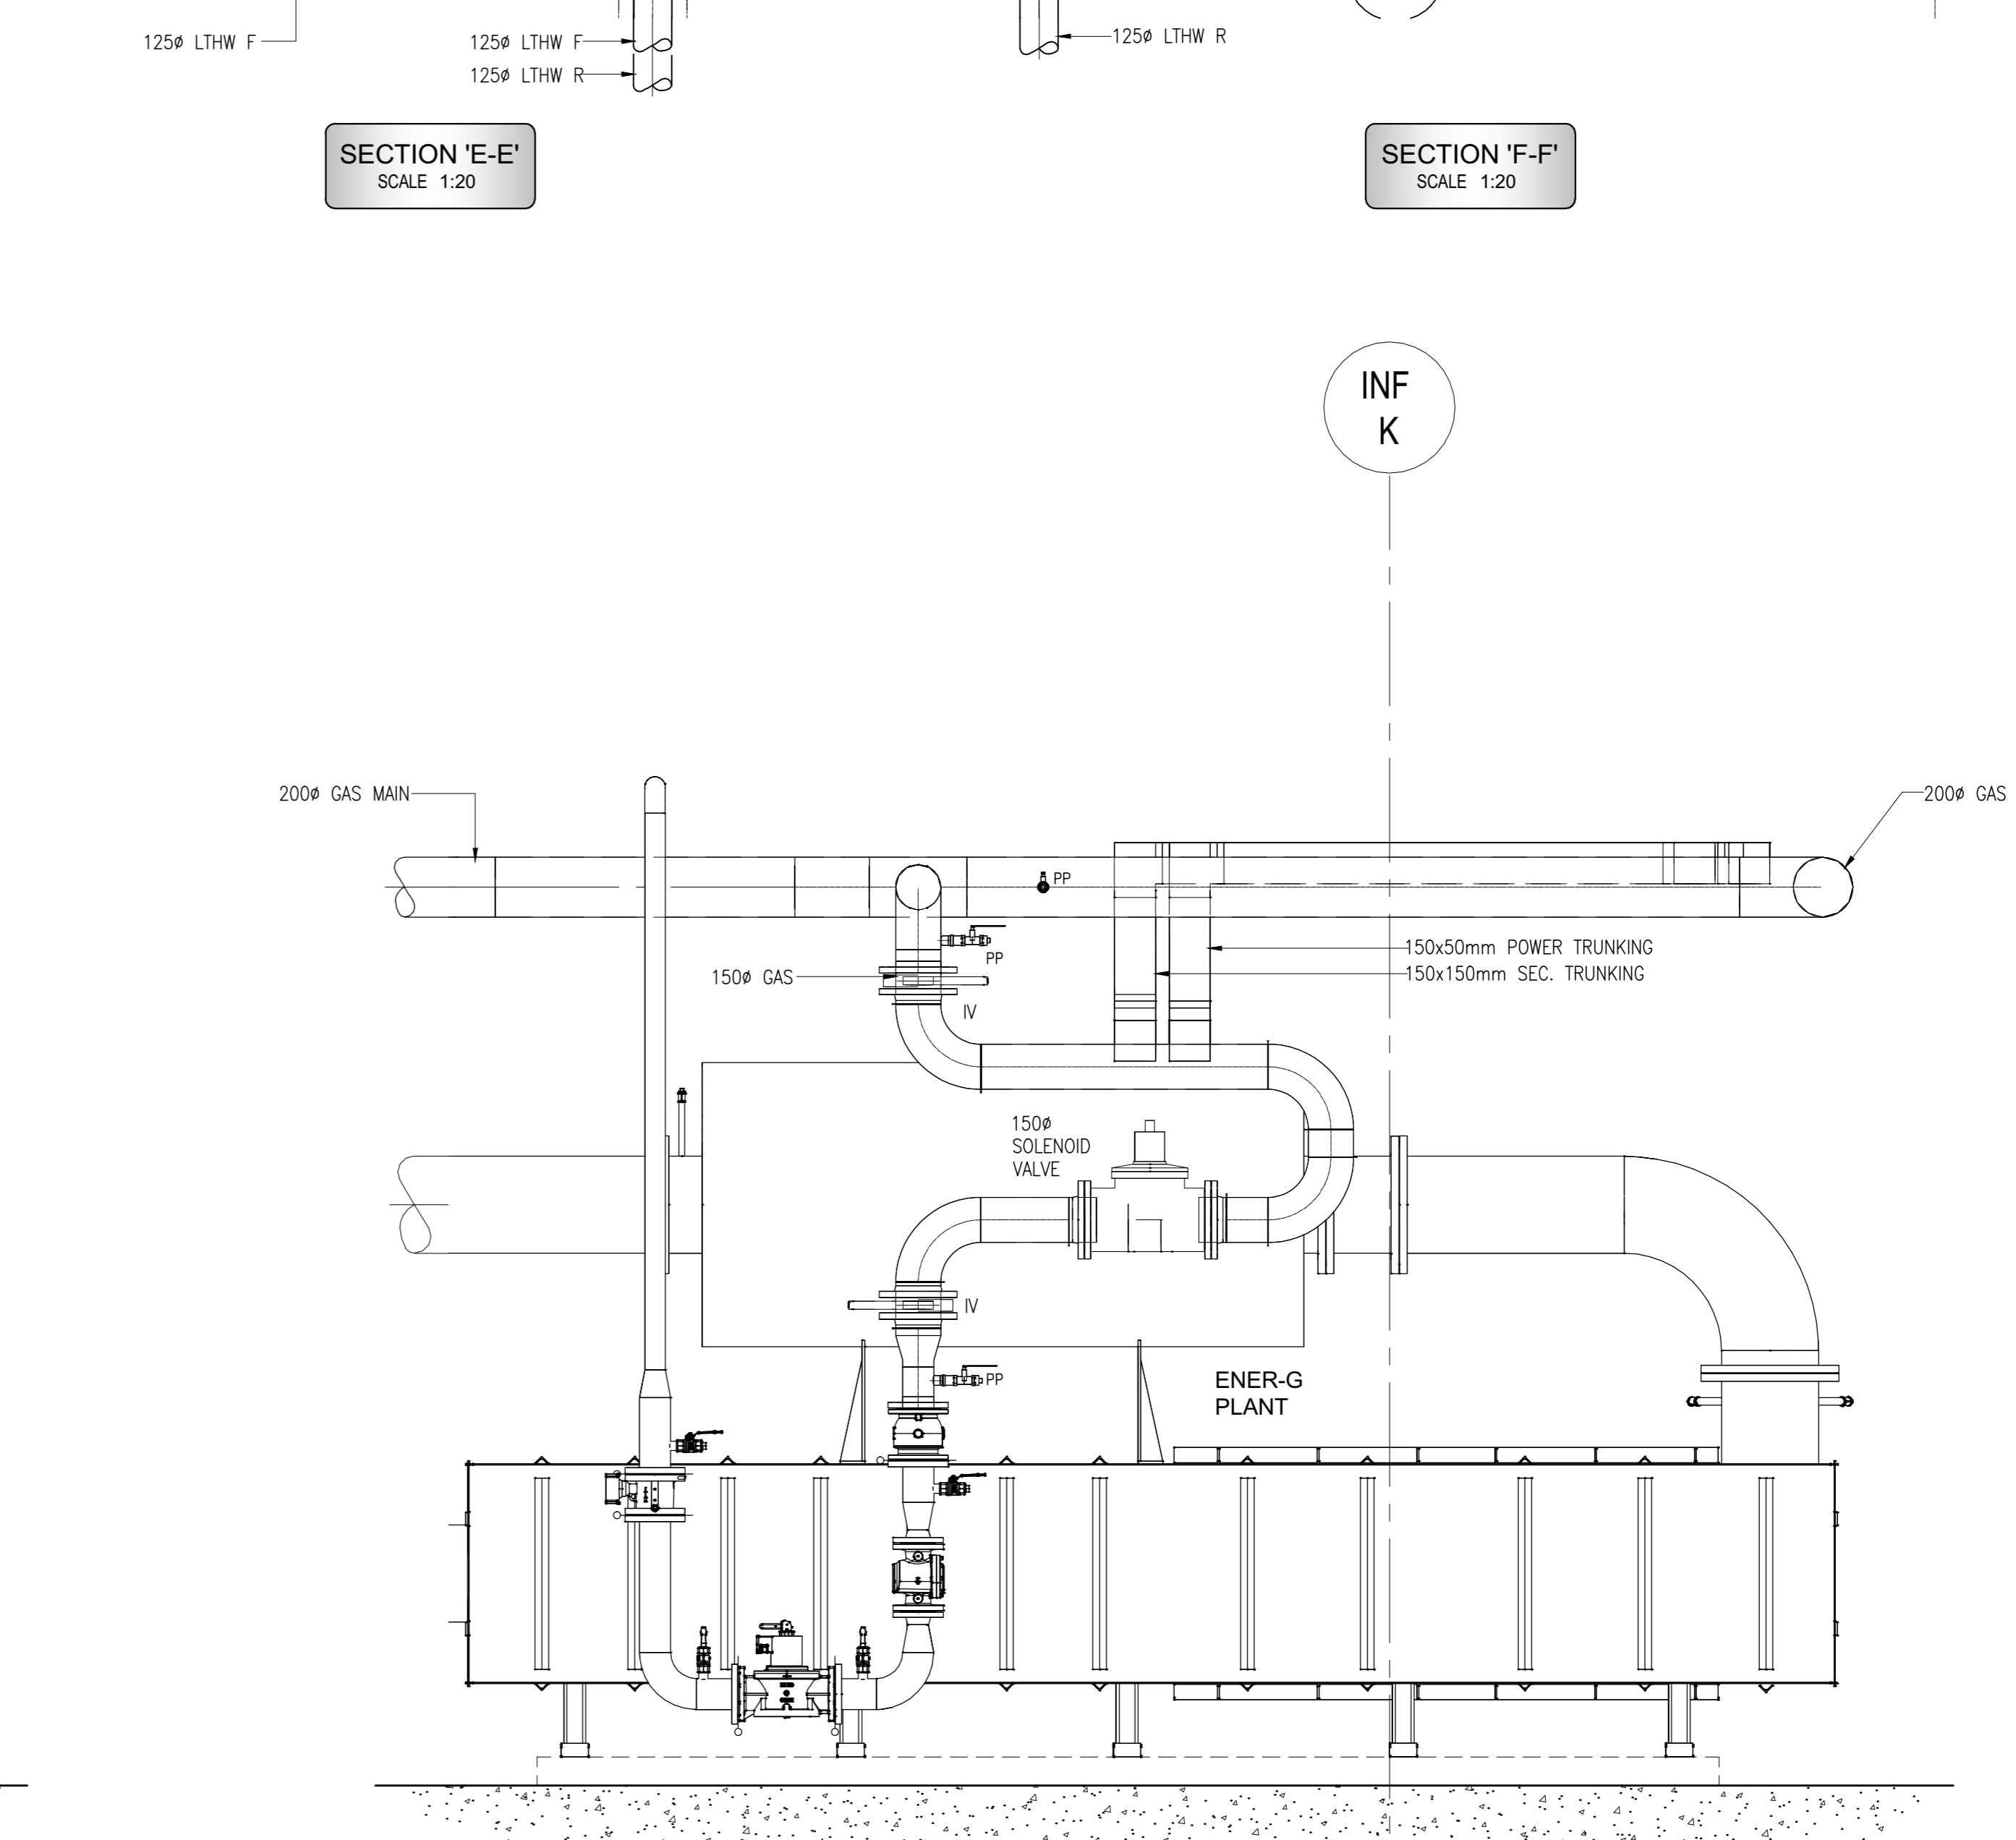 125ø LTHW F
125ø LTHW F
125ø LTHW R
125ø LTHW R
SECTION 'E-E'
SCALE 1:20
SECTION 'F-F'
SCALE 1:20
INF
K
200ø GAS MAIN
200ø GAS
PP
PP
150x50mm POWER TRUNKING
150x150mm SEC. TRUNKING
150ø GAS
IV
150ø
SOLENOID
VALVE
IV
PP
ENER-G
PLANT